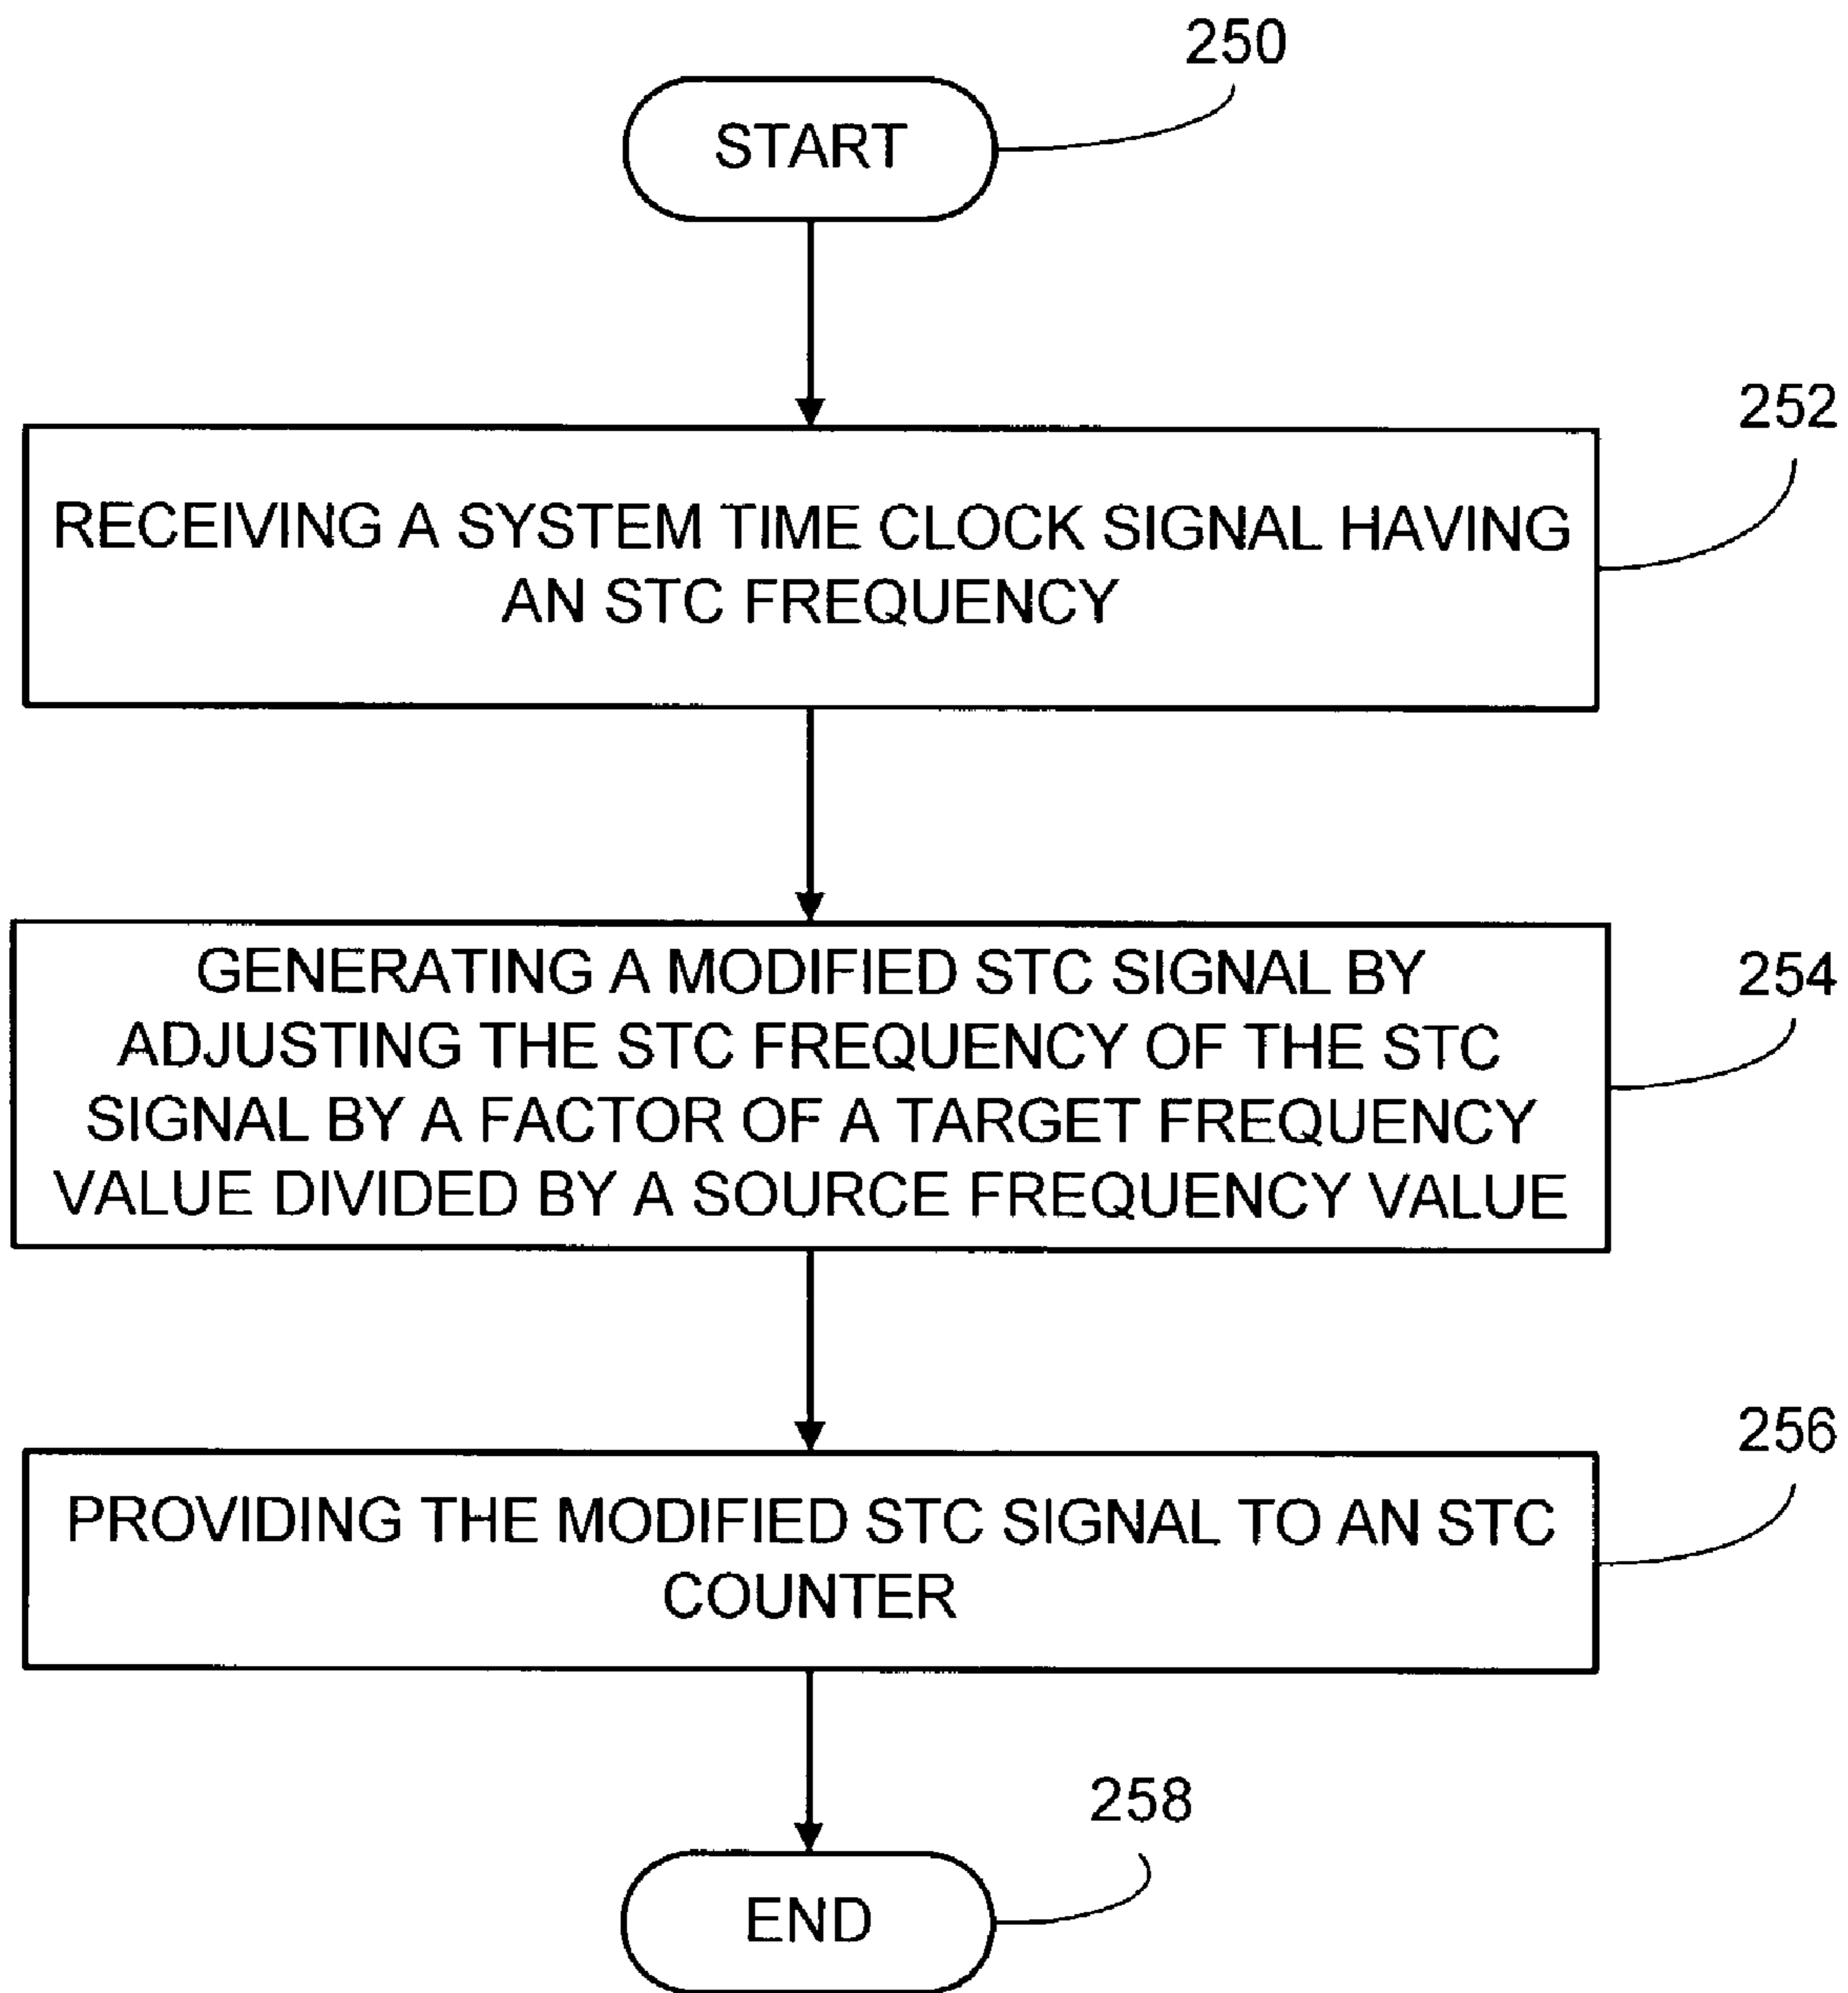 250
START
252
RECEIVING A SYSTEM TIME CLOCK SIGNAL HAVING
AN STC FREQUENCY
254
GENERATING A MODIFIED STC SIGNAL BY
ADJUSTING THE STC FREQUENCY OF THE STC
SIGNAL BY A FACTOR OF A TARGET FREQUENCY
VALUE DIVIDED BY A SOURCE FREQUENCY VALUE
256
PROVIDING THE MODIFIED STC SIGNAL TO AN STC
COUNTER
258
END